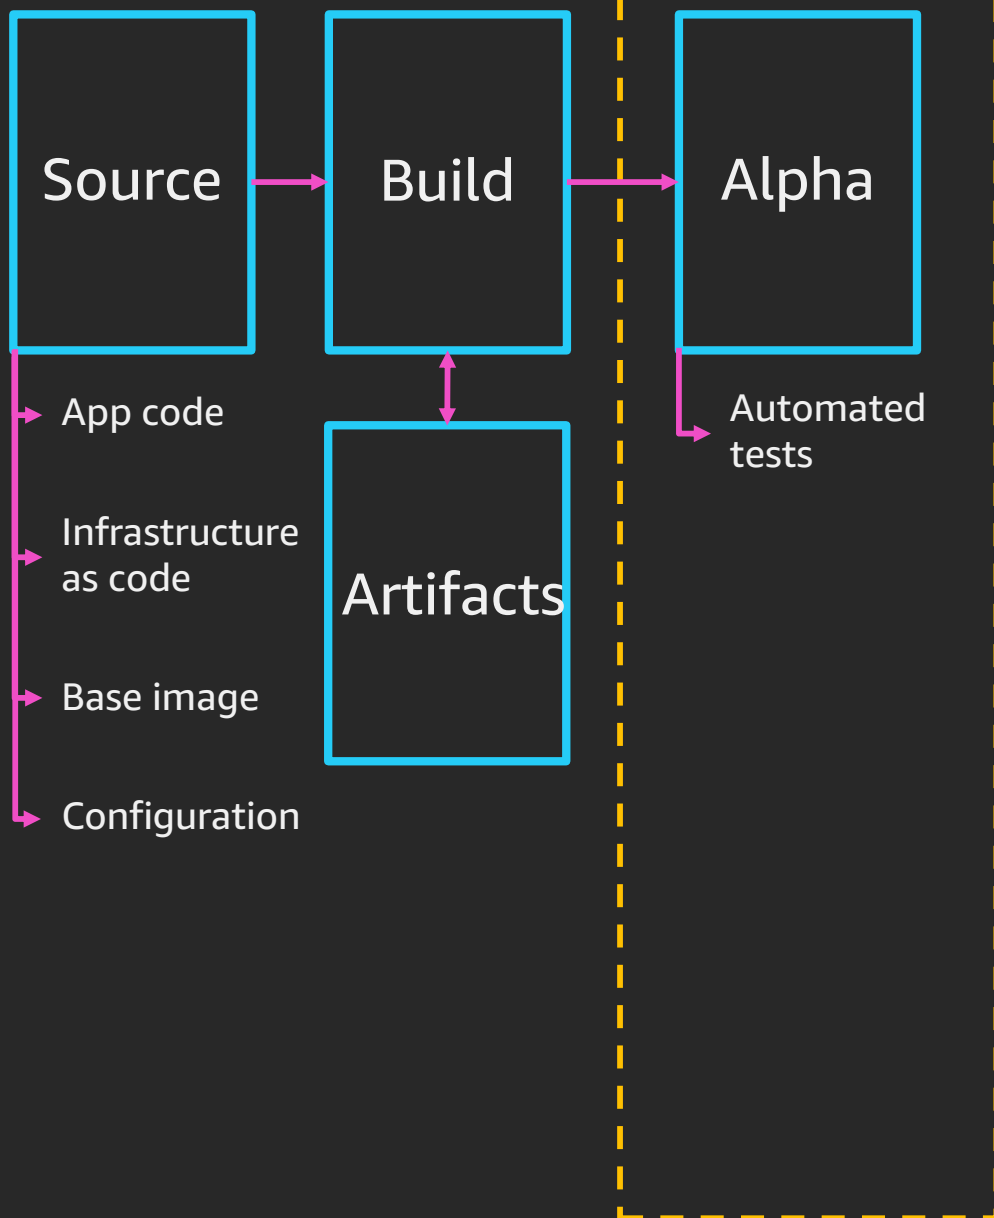 Source
Build
Alpha
App code
Infrastructure
as code
Base image
Configuration
Artifacts
Automated
tests